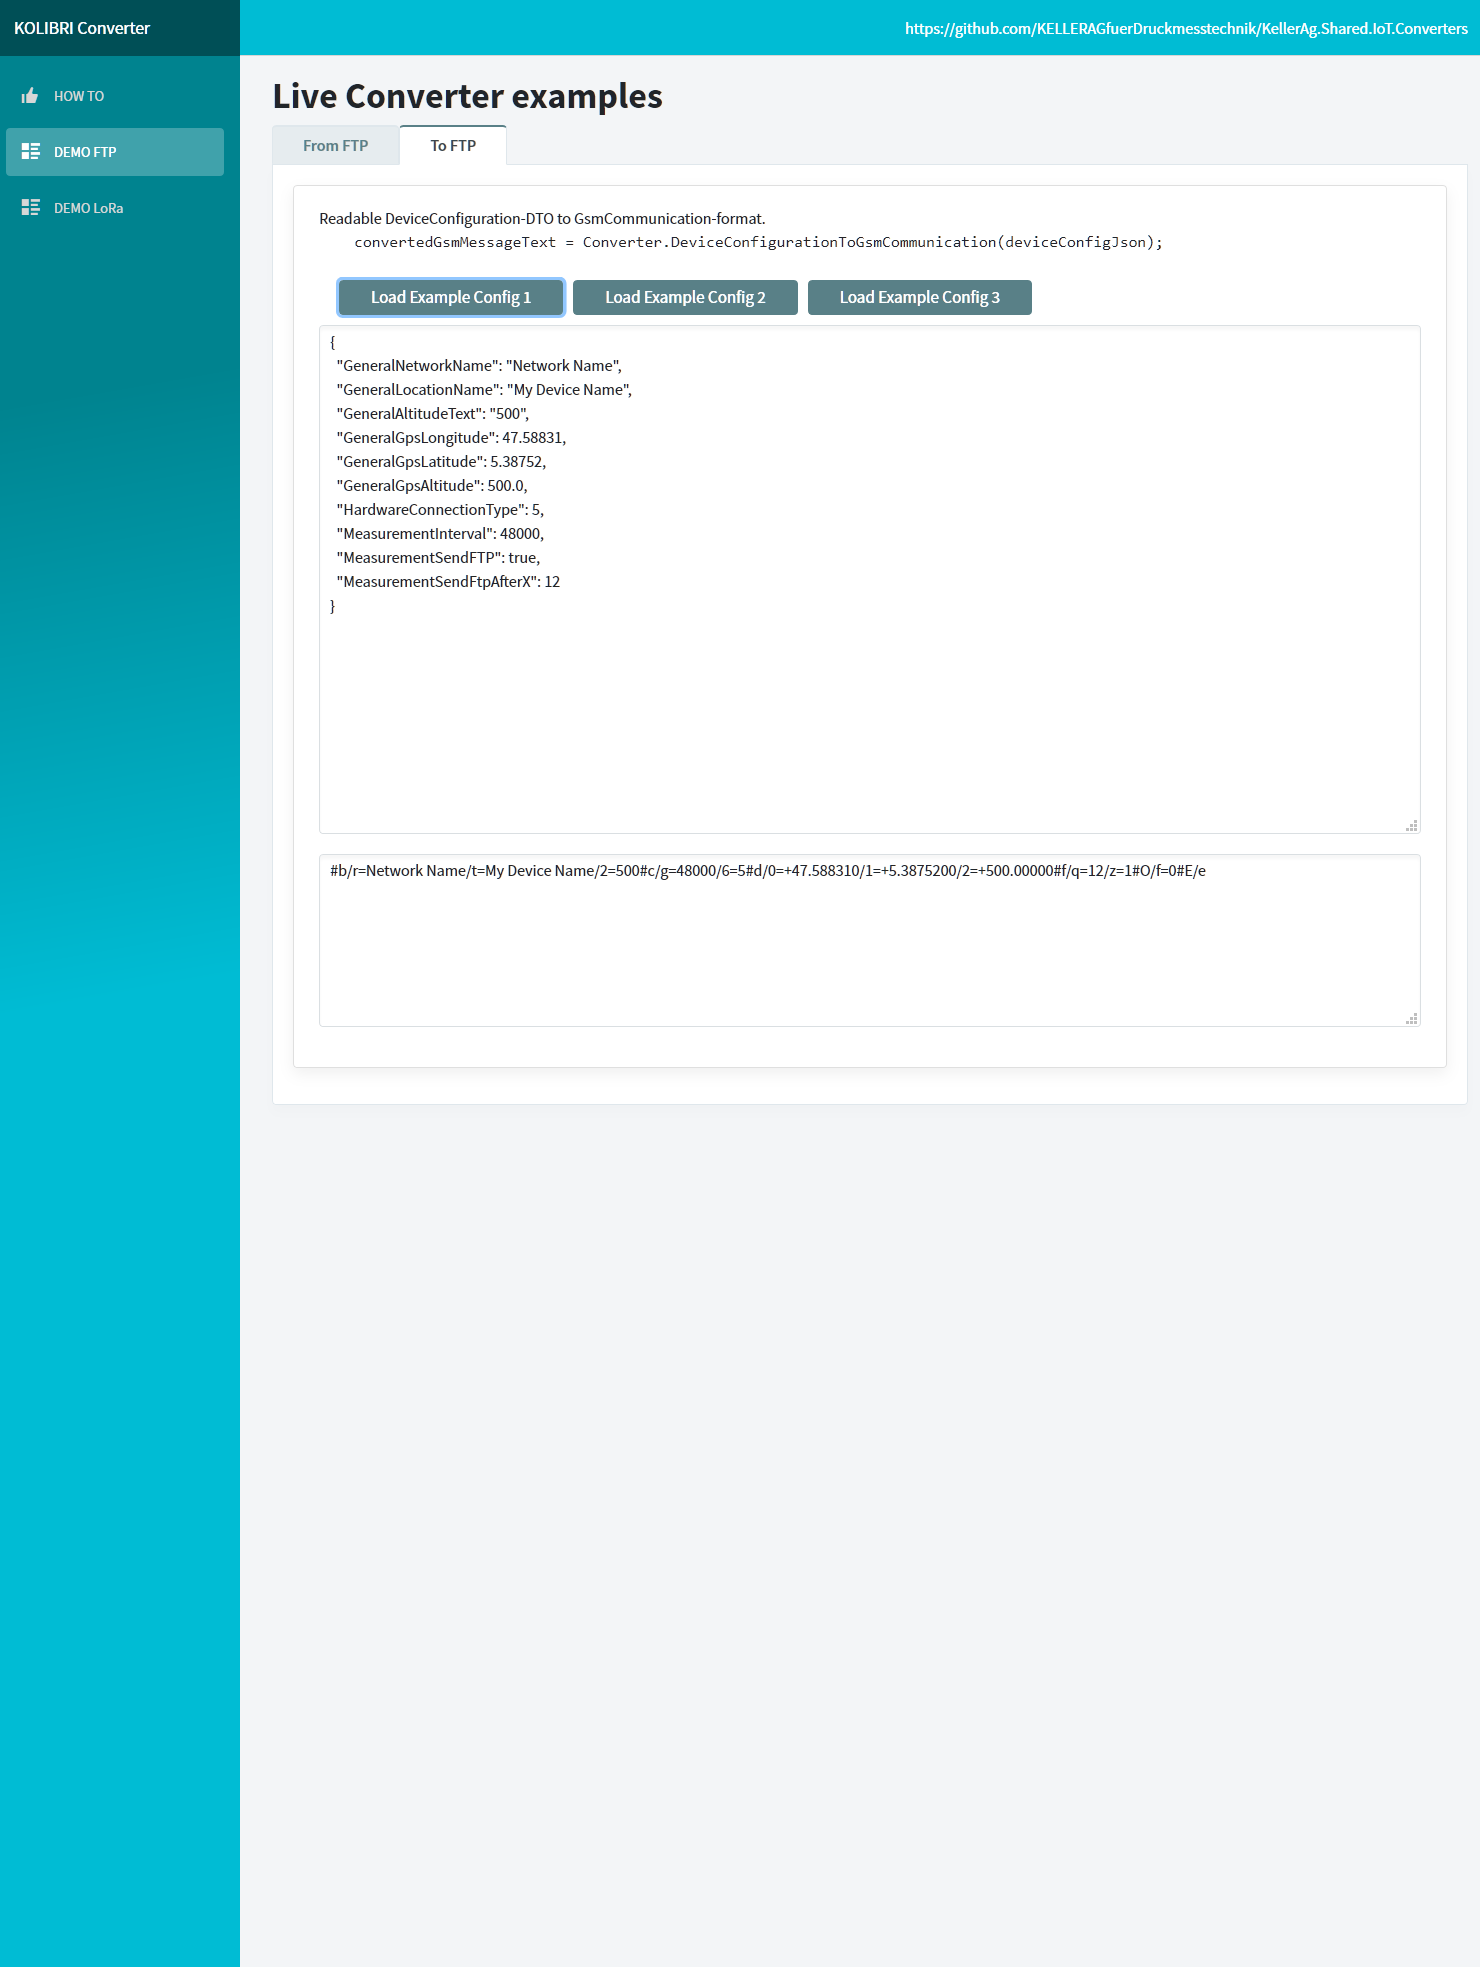 KOLIBRI Converter
https://github.com/KELLERAGfuerDruckmesstechnik/KellerAg.Shared.IoT.Converters
HOW TO
DEMO FTP
DEMO LoRa
Live Converter examples
From FTP
To FTP
Readable DeviceConfiguration-DTO to GsmCommunication-format.
convertedGsmMessageText = Converter.DeviceConfigurationToGsmCommunication(deviceConfigJson);
Load Example Config 1
Load Example Config 2
Load Example Config 3
{
"GeneralNetworkName": "Network Name",
"GeneralLocationName": "My Device Name",
"GeneralAltitudeText": "500",
"GeneralGpsLongitude": 47.58831,
"GeneralGpsLatitude": 5.38752,
"GeneralGpsAltitude": 500.0,
"HardwareConnectionType": 5,
"MeasurementInterval": 48000,
"MeasurementSendFTP": true,
"MeasurementSendFtpAfterX": 12
}
#b/r=Network Name/t=My Device Name/2=500#c/g=48000/6=5#d/0=+47.588310/1=+5.3875200/2=+500.00000#f/q=12/z=1#O/f=0#E/e